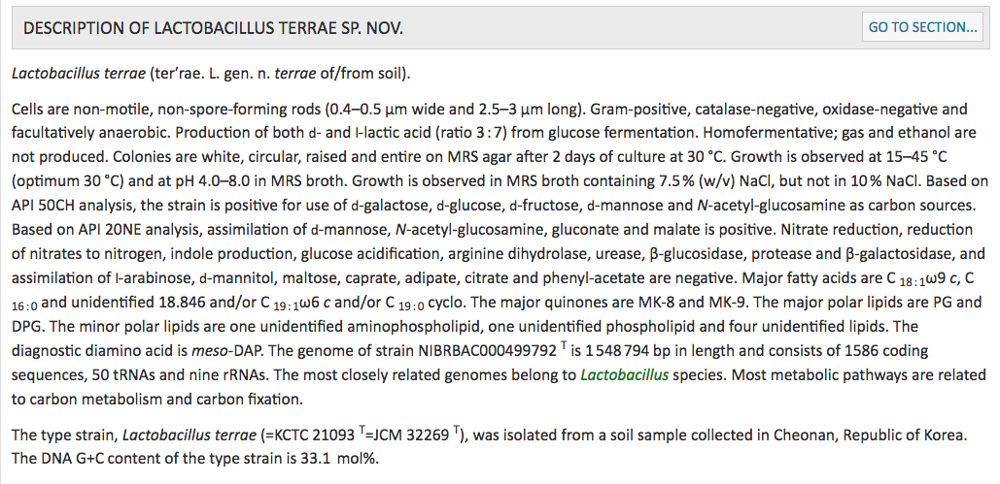 DESCRIPTION OF LACTOBACILLUS TERRAE SP. NOV.
GO TO SECTION...
Lactobacillus terrae (ter'rae. L. gen. n. terrae of/from soil).
Cells are non-motile, non-spore-forming rods (0.4–0.5 µm wide and 2.5–3 µm long). Gram-positive, catalase-negative, oxidase-negative and
facultatively anaerobic. Production of both d- and l-lactic acid (ratio 3 : 7) from glucose fermentation. Homofermentative; gas and ethanol are
not produced. Colonies are white, circular, raised and entire on MRS agar after 2 days of culture at 30 °C. Growth is observed at 15–45 °C
(optimum 30 °C) and at pH 4.0–8.0 in MRS broth. Growth is observed in MRS broth containing 7.5 % (w/v) NaCl, but not in 10 % NaCl. Based on
API 50CH analysis, the strain is positive for use of d-galactose, d-glucose, d-fructose, d-mannose and N-acetyl-glucosamine as carbon sources.
Based on API 20NE analysis, assimilation of d-mannose, N-acetyl-glucosamine, gluconate and malate is positive. Nitrate reduction, reduction
of nitrates to nitrogen, indole production, glucose acidification, arginine dihydrolase, urease, β-glucosidase, protease and β-galactosidase, and
assimilation of l-arabinose, d-mannitol, maltose, caprate, adipate, citrate and phenyl-acetate are negative. Major fatty acids are C 18 : 1ω9 c, C
16 : 0 and unidentified 18.846 and/or C 19 : 1ω6 c and/or C 19 : 0 cyclo. The major quinones are MK-8 and MK-9. The major polar lipids are PG and
DPG. The minor polar lipids are one unidentified aminophospholipid, one unidentified phospholipid and four unidentified lipids. The
diagnostic diamino acid is meso-DAP. The genome of strain NIBRBAC000499792 T is 1 548 794 bp in length and consists of 1586 coding
sequences, 50 tRNAs and nine rRNAs. The most closely related genomes belong to Lactobacillus species. Most metabolic pathways are related
to carbon metabolism and carbon fixation.
The type strain, Lactobacillus terrae (=KCTC 21093 T=JCM 32269 T), was isolated from a soil sample collected in Cheonan, Republic of Korea.
The DNA G+C content of the type strain is 33.1 mol%.